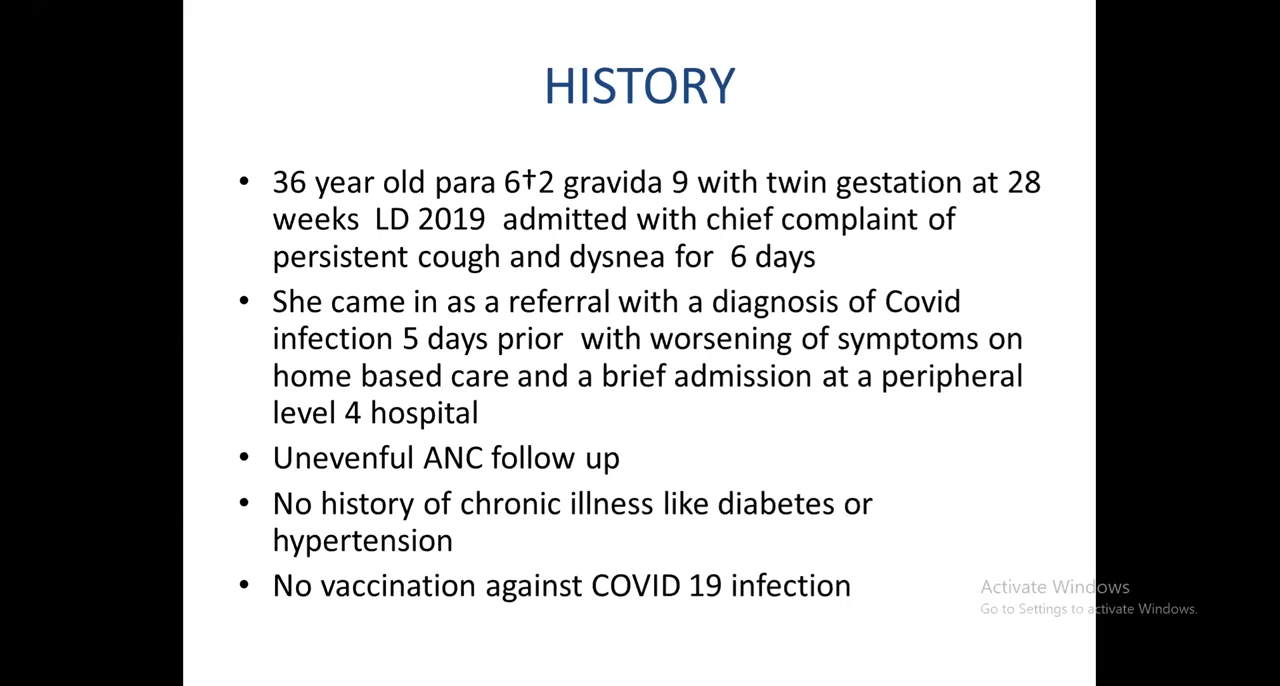 HISTORY
• 36 year old para 6†2 gravida 9 with twin gestation at 28
weeks LD 2019 admitted with chief complaint of
persistent cough and dysnea for 6 days
• She came in as a referral with a diagnosis of Covid
infection 5 days prior with worsening of symptoms on
home based care and a brief admission at a peripheral
level 4 hospital
• Unevenful ANC follow up
• No history of chronic illness like diabetes or
hypertension
• No vaccination against COVID 19 infection
Activate Windows
Go to Settings to activate Windows.